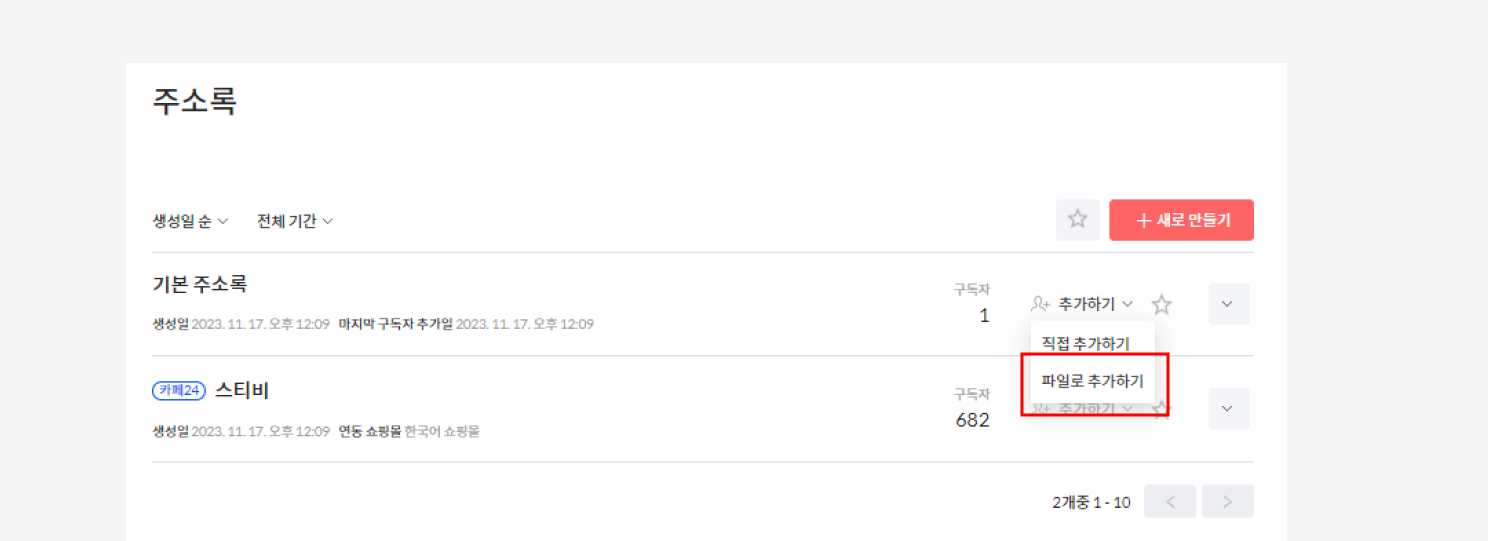 주소록
생성일 순 전체 기간 새로 만들기
기본 주소록
구독자
1
추가하기
생성일 2023. 11. 17. 오후 12:09 마지막 구독자 추가일 2023. 11. 17. 오후 12:09
직접 추가하기
파일로 추가하기
카페24 스티비
구독자
682
추가하기
생성일 2023. 11. 17. 오후 12:09 연동 쇼핑몰 한국어 쇼핑몰
2개중 1 - 10